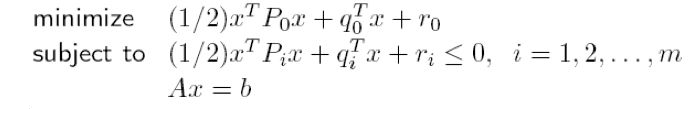 minimize (1/2)x^T P_0 x + q_0^T x + r_0
subject to (1/2)x^T P_i x + q_i^T x + r_i ≤ 0, i = 1, 2, . . . , m
Ax = b